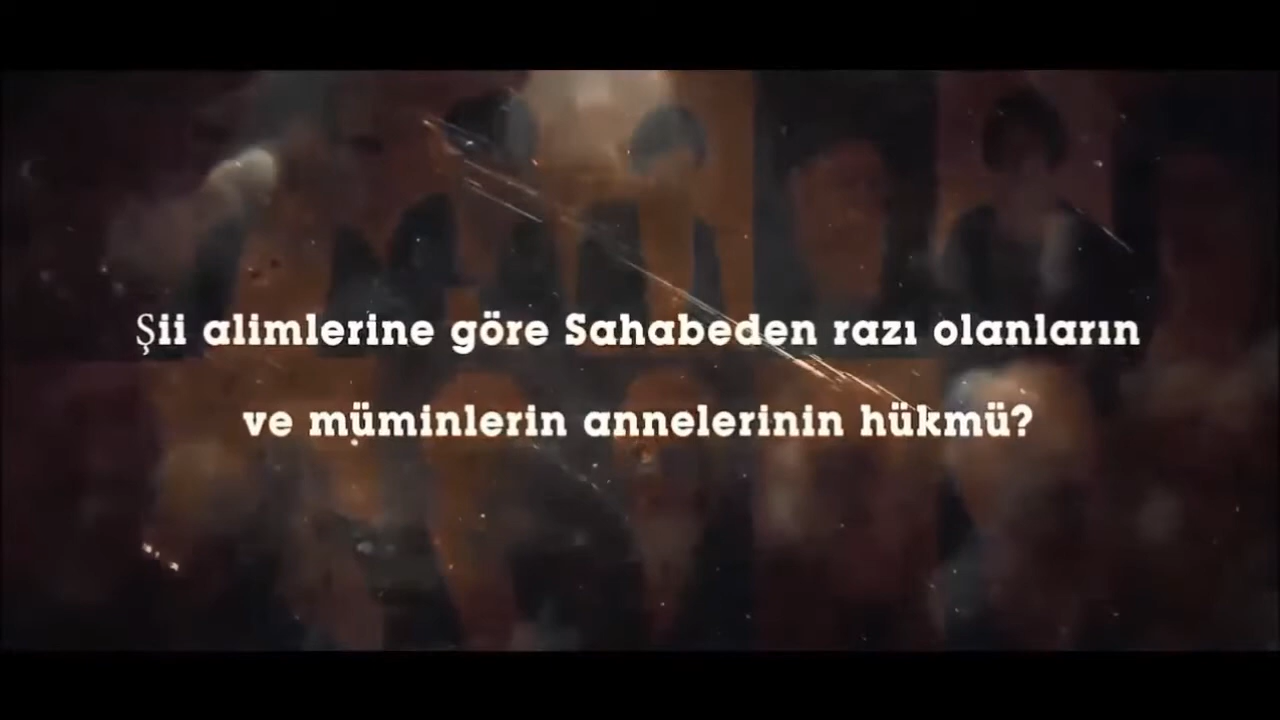 Şii alimlerine göre Sahabeden razı olanların
ve müminlerin annelerinin hükmü?